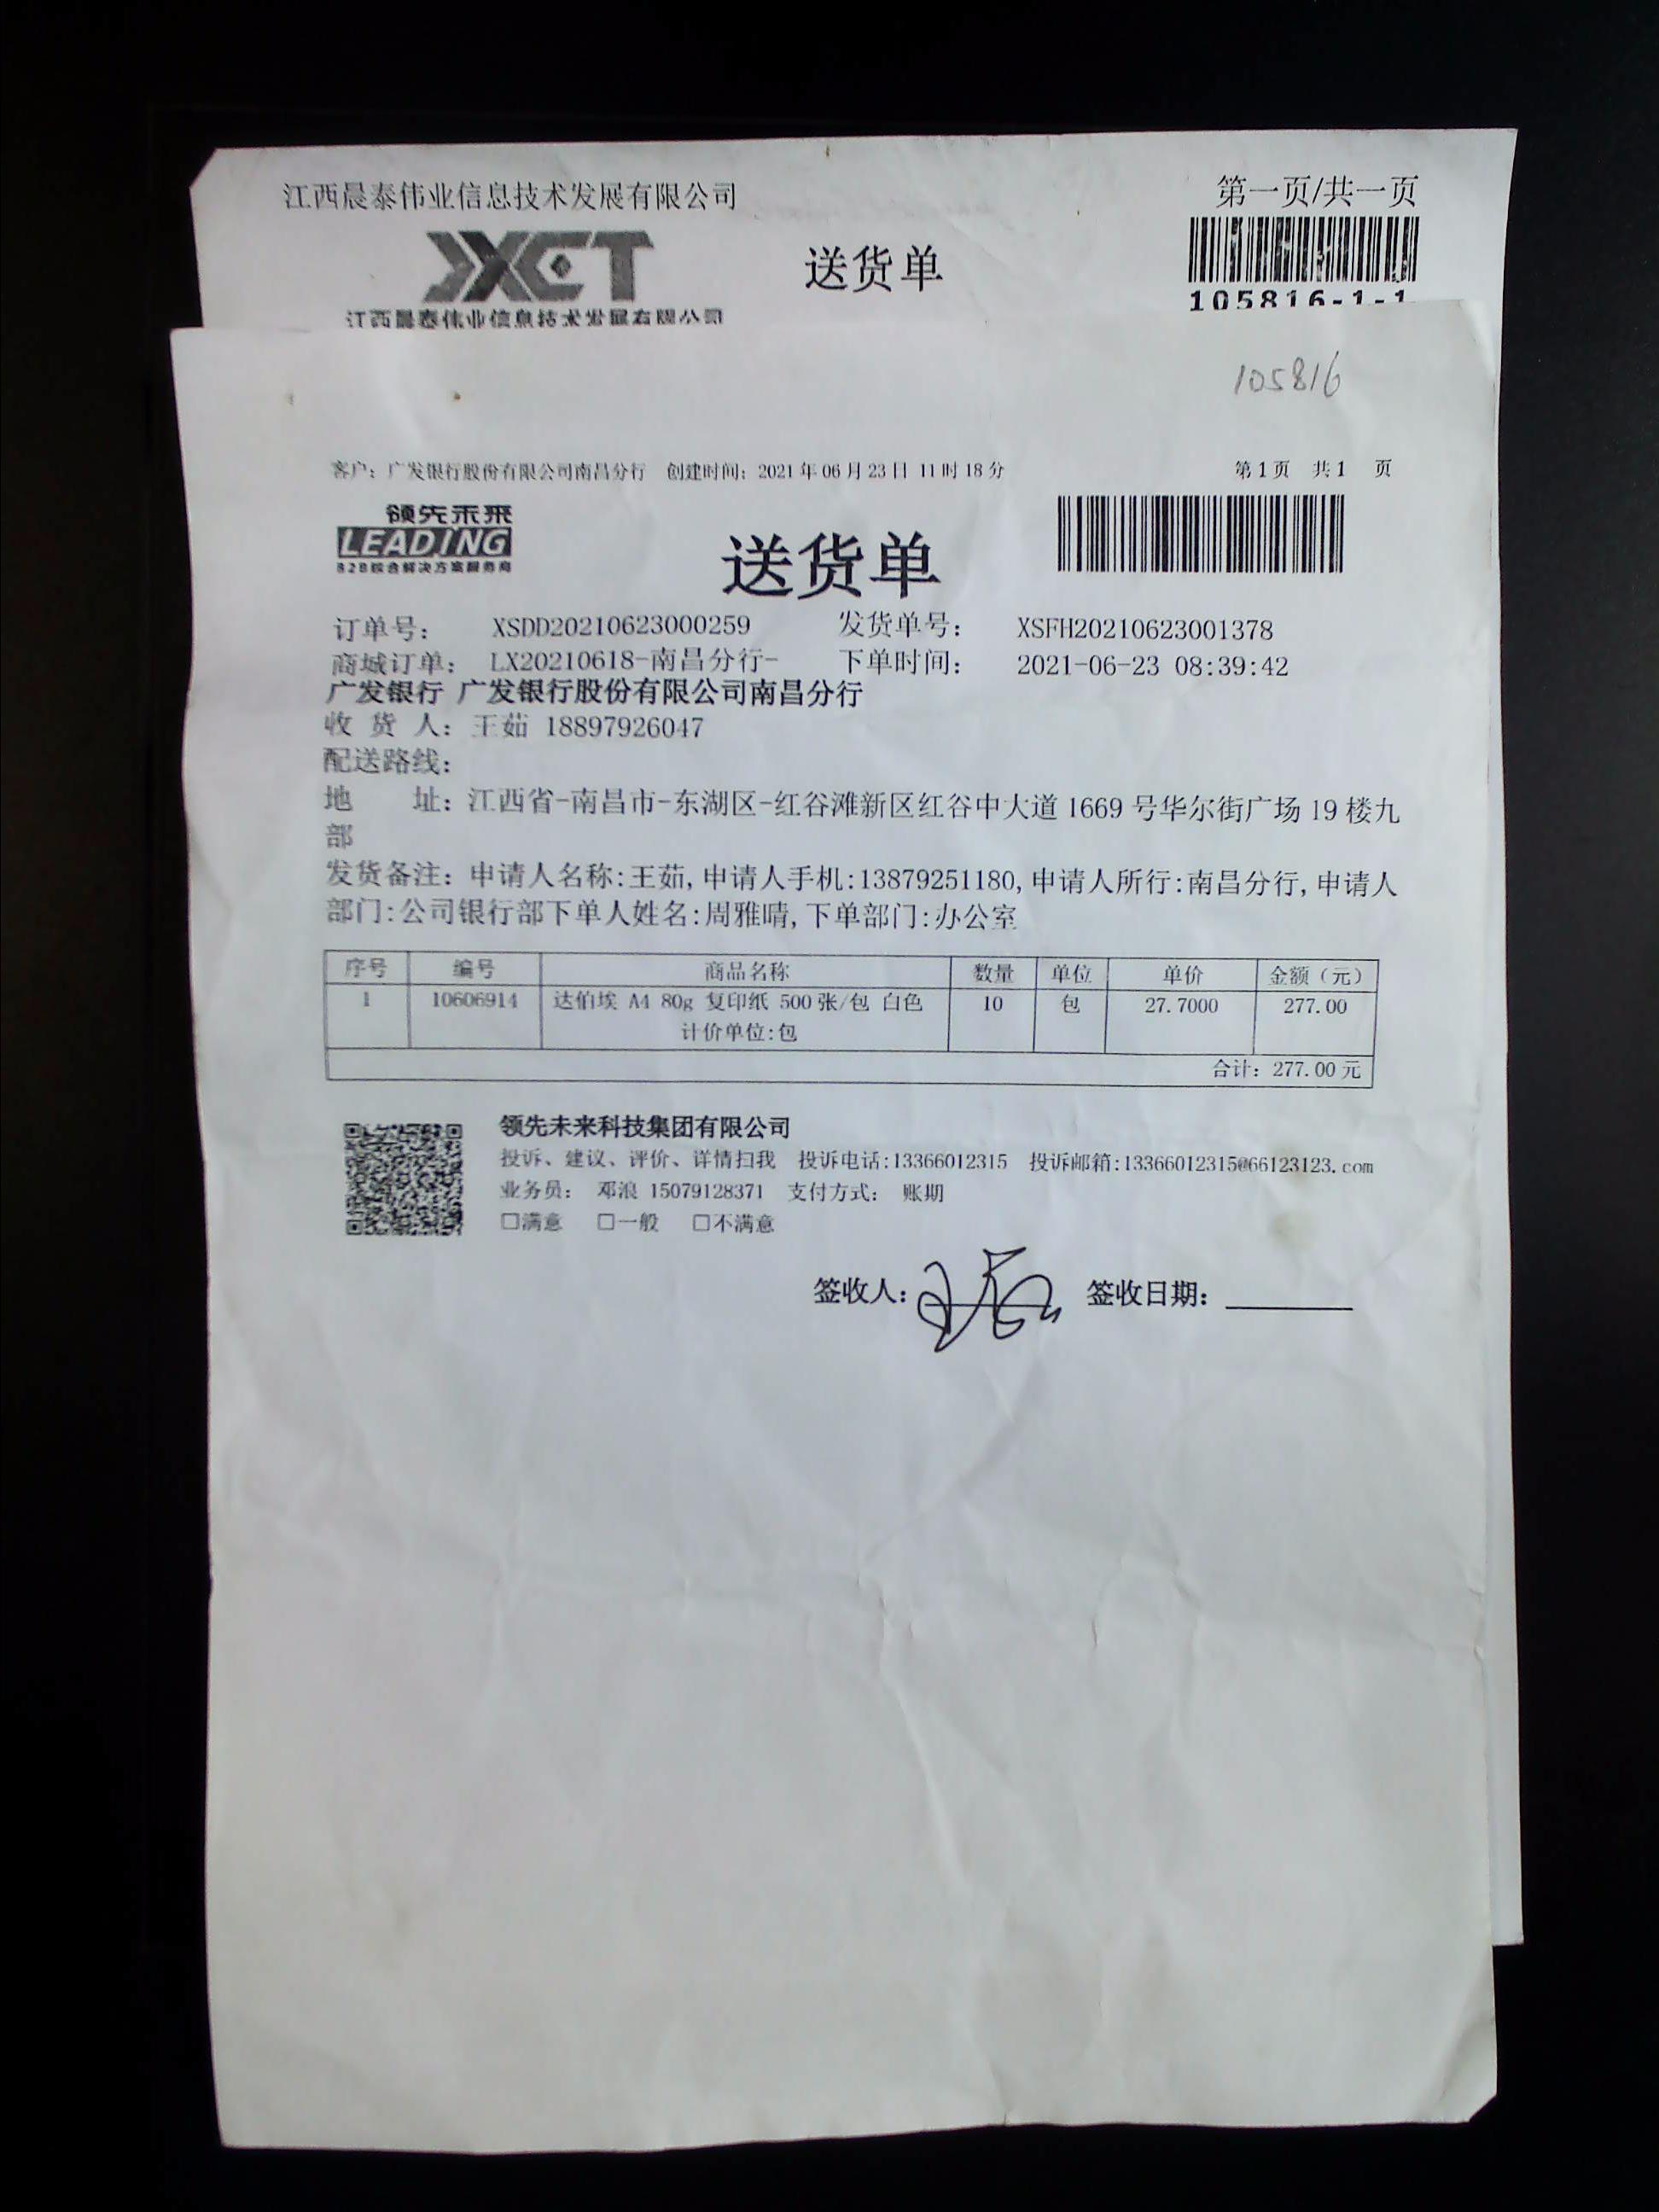 江西晨泰伟业信息技术发展有限公司
第一页/共一页
JXCT
送货单
江西晨泰伟业信息技术发展有限公司
105816-1-1
105816
客户：广发银行股份有限公司南昌分行 创建时间：2021年06月23日 11时18分
第1页 共1 页
领先未来
LEADING
B2B综合解决方案服务商
送货单
订单号： XSDD20210623000259 发货单号： XSFH20210623001378
商城订单： LX20210618-南昌分行- 下单时间： 2021-06-23 08:39:42
广发银行 广发银行股份有限公司南昌分行
收 货 人：王茹 18897926047
配送路线：
地 址：江西省-南昌市-东湖区-红谷滩新区红谷中大道1669号华尔街广场19楼九
部
发货备注：申请人名称:王茹,申请人手机:13879251180,申请人所行:南昌分行,申请人
部门:公司银行部下单人姓名:周雅晴,下单部门:办公室
序号 编号 商品名称 数量 单位 单价 金额（元）
1 10606914 达伯埃 A4 80g 复印纸 500张/包 白色 10 包 27.7000 277.00
计价单位:包
合计：277.00元
领先未来科技集团有限公司
投诉、建议、评价、详情扫我 投诉电话:13366012315 投诉邮箱:13366012315@66123123.com
业务员： 邓浪 15079128371 支付方式： 账期
□满意 □一般 □不满意
签收人： 签收日期：